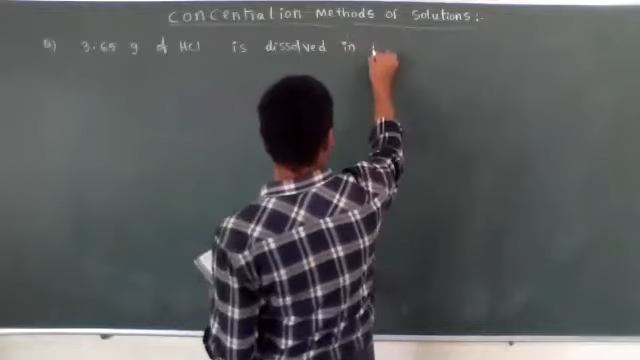 Concentration Methods of Solutions:-
Q) 3.65 g of HCl is dissolved in